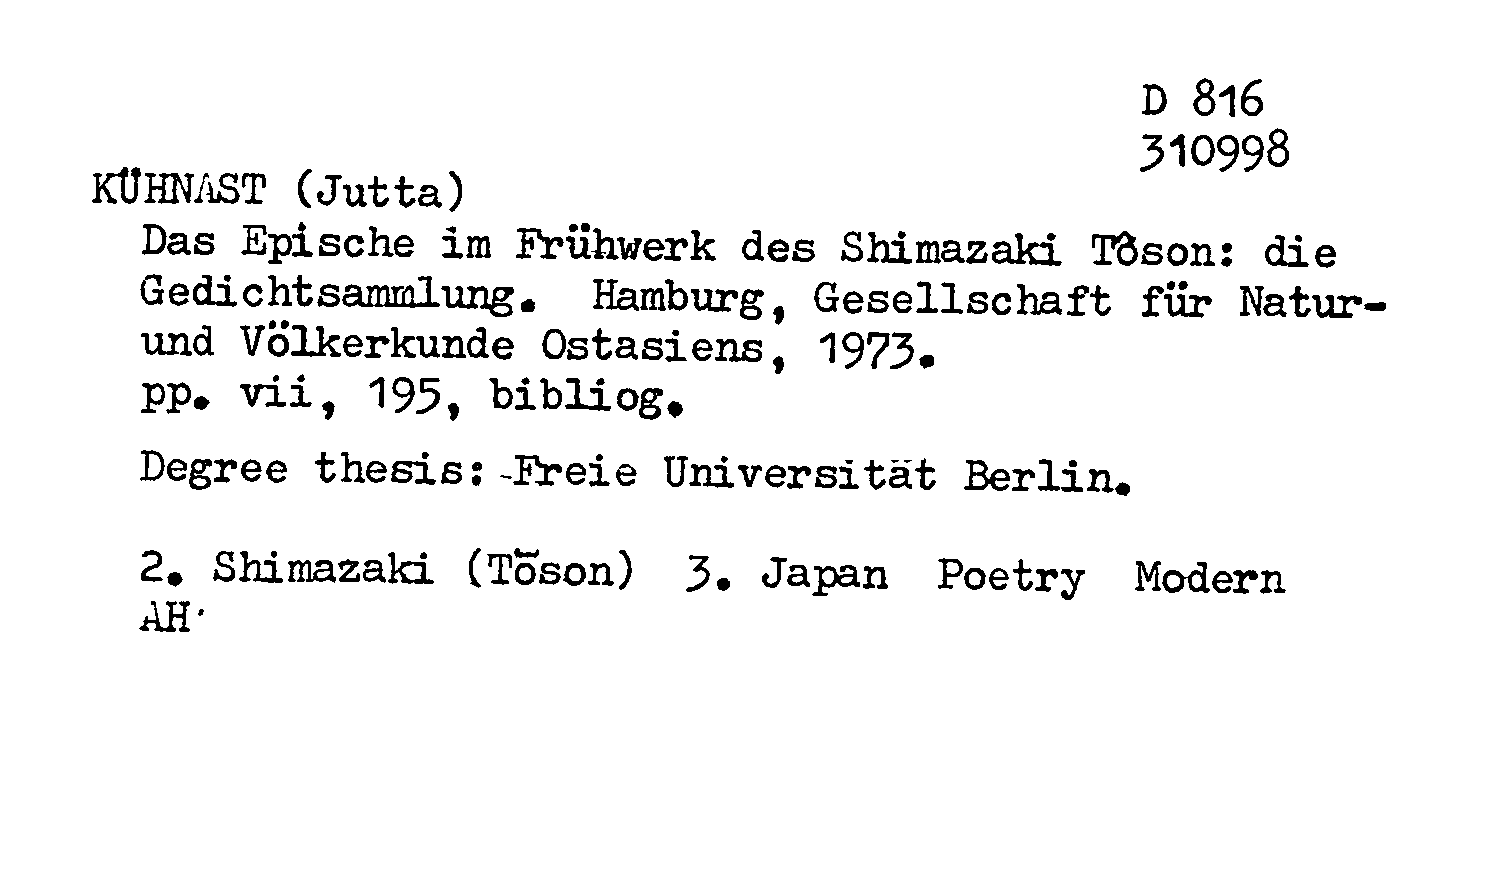 D 816
310998
KÜHNAST (Jutta)
Das Epische im Frühwerk des Shimazaki Tôson: die
Gedichtsammlung. Hamburg, Gesellschaft für Natur-
und Völkerkunde Ostasiens, 1973.
pp. vii, 195, bibliog.
Degree thesis: Freie Universität Berlin.
2. Shimazaki (Tōson) 3. Japan Poetry Modern
AH